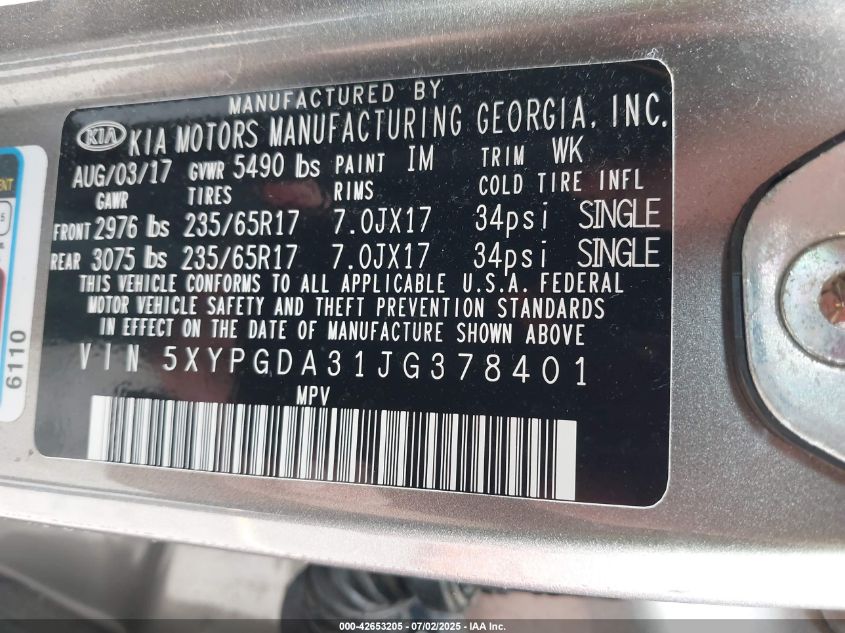 MANUFACTURED BY
KIA KIA MOTORS MANUFACTURING GEORGIA, INC.
AUG/03/17 GVWR 5490 lbs PAINT IM TRIM WK
GAWR TIRES RIMS COLD TIRE INFL
FRONT 2976 lbs 235/65R17 7.0JX17 34psi SINGLE
REAR 3075 lbs 235/65R17 7.0JX17 34psi SINGLE
THIS VEHICLE CONFORMS TO ALL APPLICABLE U.S.A. FEDERAL
MOTOR VEHICLE SAFETY AND THEFT PREVENTION STANDARDS
IN EFFECT ON THE DATE OF MANUFACTURE SHOWN ABOVE
VIN 5XYPGDA31JG378401
MPV
6110
000-42653205 - 07/02/2025 - IAA Inc.